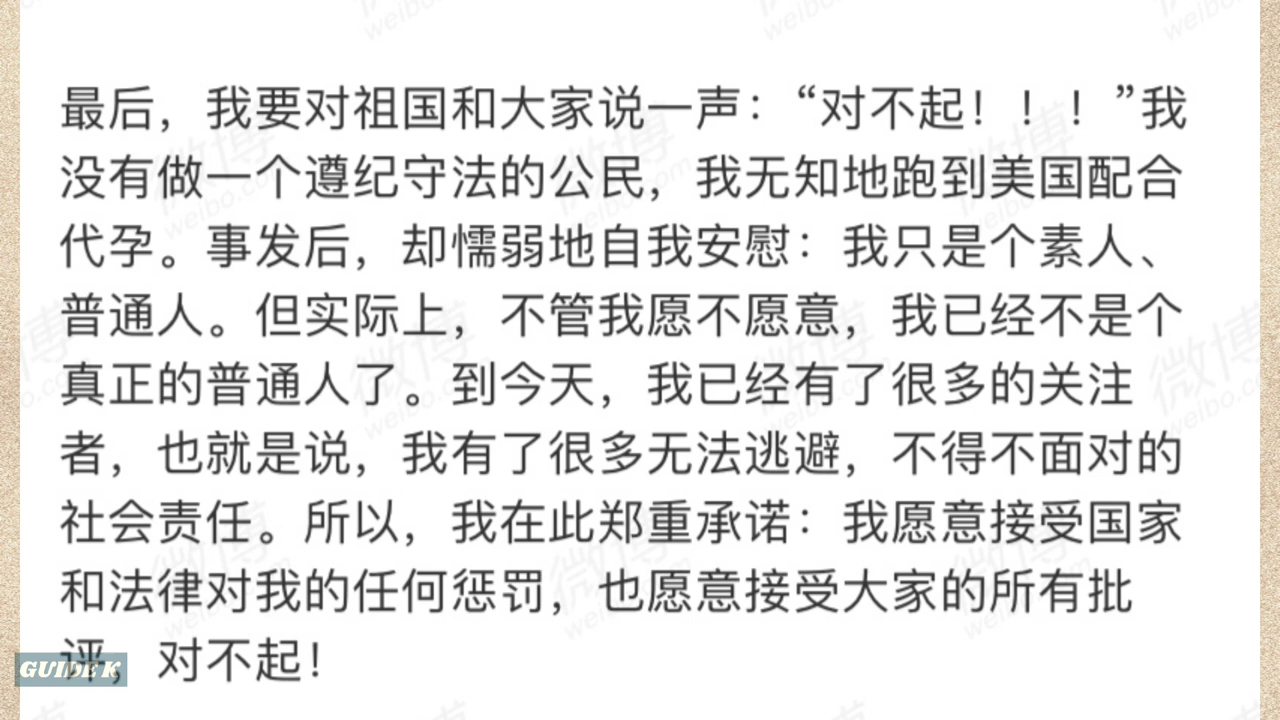 最后，我要对祖国和大家说一声：“对不起！！！”我
没有做一个遵纪守法的公民，我无知地跑到美国配合
代孕。事发后，却懦弱地自我安慰：我只是个素人、
普通人。但实际上，不管我愿不愿意，我已经不是个
真正的普通人了。到今天，我已经有了很多的关注
者，也就是说，我有了很多无法逃避，不得不面对的
社会责任。所以，我在此郑重承诺：我愿意接受国家
和法律对我的任何惩罚，也愿意接受大家的所有批
评，对不起！
GUIDE K
微博
weibo.com